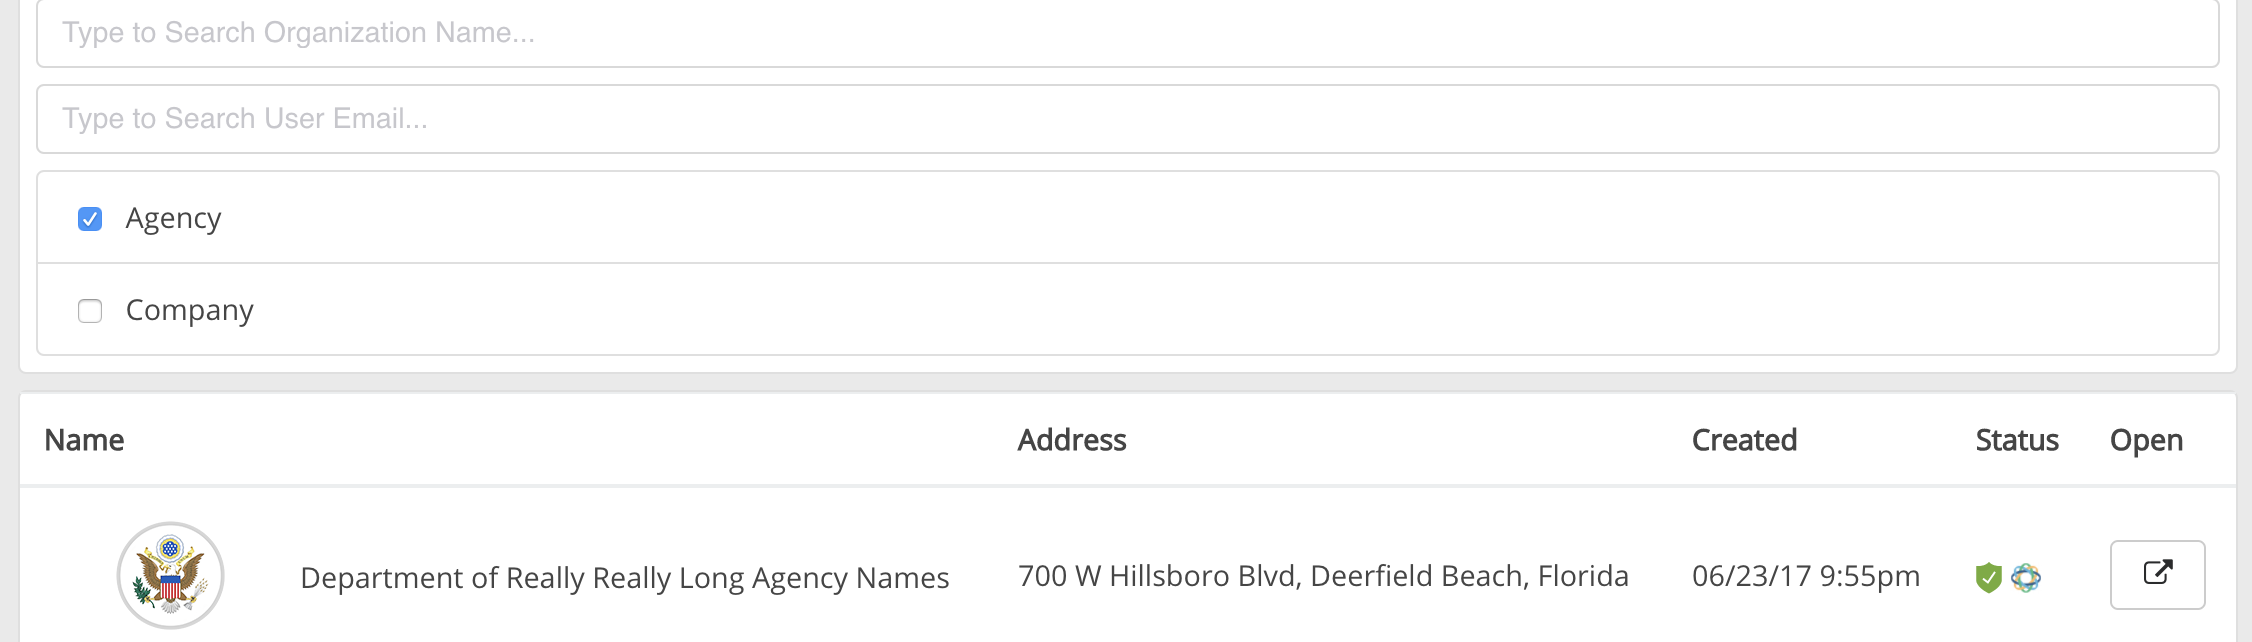 Type to Search Organization Name...
Type to Search User Email...
Agency
Company
Name Address Created Status Open
Department of Really Really Long Agency Names 700 W Hillsboro Blvd, Deerfield Beach, Florida 06/23/17 9:55pm